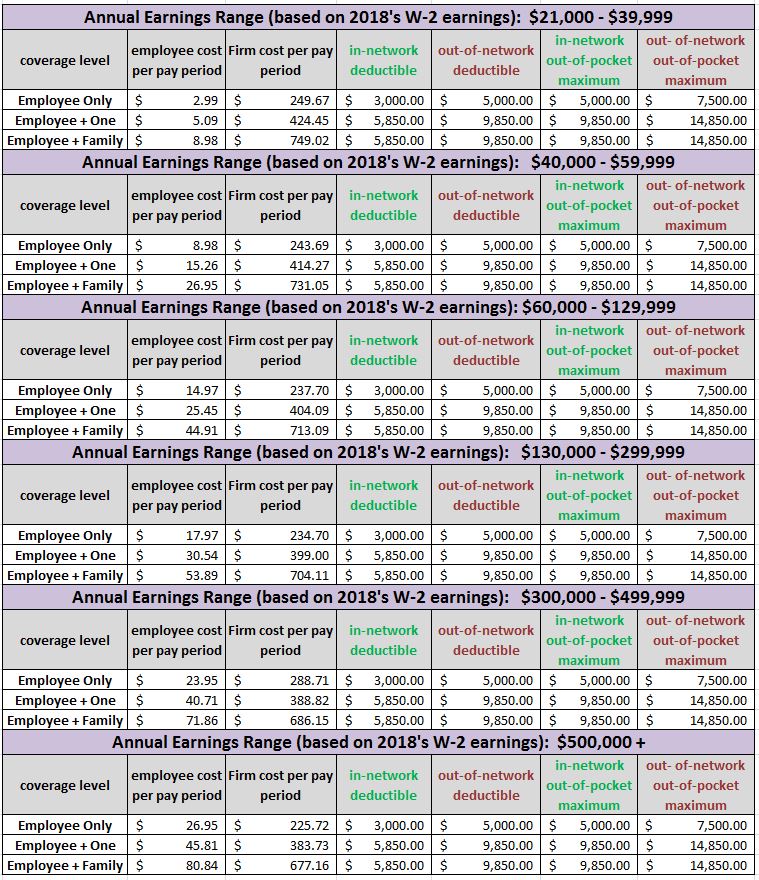 Annual Earnings Range (based on 2018's W-2 earnings): $21,000 - $39,999
coverage level employee cost per pay period Firm cost per pay period in-network deductible out-of-network deductible in-network out-of-pocket maximum out- of-network out-of-pocket maximum
Employee Only $ 2.99 $ 249.67 $ 3,000.00 $ 5,000.00 $ 5,000.00 $ 7,500.00
Employee + One $ 5.09 $ 424.45 $ 5,850.00 $ 9,850.00 $ 9,850.00 $ 14,850.00
Employee + Family $ 8.98 $ 749.02 $ 5,850.00 $ 9,850.00 $ 9,850.00 $ 14,850.00
Annual Earnings Range (based on 2018's W-2 earnings): $40,000 - $59,999
coverage level employee cost per pay period Firm cost per pay period in-network deductible out-of-network deductible in-network out-of-pocket maximum out- of-network out-of-pocket maximum
Employee Only $ 8.98 $ 243.69 $ 3,000.00 $ 5,000.00 $ 5,000.00 $ 7,500.00
Employee + One $ 15.26 $ 414.27 $ 5,850.00 $ 9,850.00 $ 9,850.00 $ 14,850.00
Employee + Family $ 26.95 $ 731.05 $ 5,850.00 $ 9,850.00 $ 9,850.00 $ 14,850.00
Annual Earnings Range (based on 2018's W-2 earnings): $60,000 - $129,999
coverage level employee cost per pay period Firm cost per pay period in-network deductible out-of-network deductible in-network out-of-pocket maximum out- of-network out-of-pocket maximum
Employee Only $ 14.97 $ 237.70 $ 3,000.00 $ 5,000.00 $ 5,000.00 $ 7,500.00
Employee + One $ 25.45 $ 404.09 $ 5,850.00 $ 9,850.00 $ 9,850.00 $ 14,850.00
Employee + Family $ 44.91 $ 713.09 $ 5,850.00 $ 9,850.00 $ 9,850.00 $ 14,850.00
Annual Earnings Range (based on 2018's W-2 earnings): $130,000 - $299,999
coverage level employee cost per pay period Firm cost per pay period in-network deductible out-of-network deductible in-network out-of-pocket maximum out- of-network out-of-pocket maximum
Employee Only $ 17.97 $ 234.70 $ 3,000.00 $ 5,000.00 $ 5,000.00 $ 7,500.00
Employee + One $ 30.54 $ 399.00 $ 5,850.00 $ 9,850.00 $ 9,850.00 $ 14,850.00
Employee + Family $ 53.89 $ 704.11 $ 5,850.00 $ 9,850.00 $ 9,850.00 $ 14,850.00
Annual Earnings Range (based on 2018's W-2 earnings): $300,000 - $499,999
coverage level employee cost per pay period Firm cost per pay period in-network deductible out-of-network deductible in-network out-of-pocket maximum out- of-network out-of-pocket maximum
Employee Only $ 23.95 $ 288.71 $ 3,000.00 $ 5,000.00 $ 5,000.00 $ 7,500.00
Employee + One $ 40.71 $ 388.82 $ 5,850.00 $ 9,850.00 $ 9,850.00 $ 14,850.00
Employee + Family $ 71.86 $ 686.15 $ 5,850.00 $ 9,850.00 $ 9,850.00 $ 14,850.00
Annual Earnings Range (based on 2018's W-2 earnings): $500,000 +
coverage level employee cost per pay period Firm cost per pay period in-network deductible out-of-network deductible in-network out-of-pocket maximum out- of-network out-of-pocket maximum
Employee Only $ 26.95 $ 225.72 $ 3,000.00 $ 5,000.00 $ 5,000.00 $ 7,500.00
Employee + One $ 45.81 $ 383.73 $ 5,850.00 $ 9,850.00 $ 9,850.00 $ 14,850.00
Employee + Family $ 80.84 $ 677.16 $ 5,850.00 $ 9,850.00 $ 9,850.00 $ 14,850.00